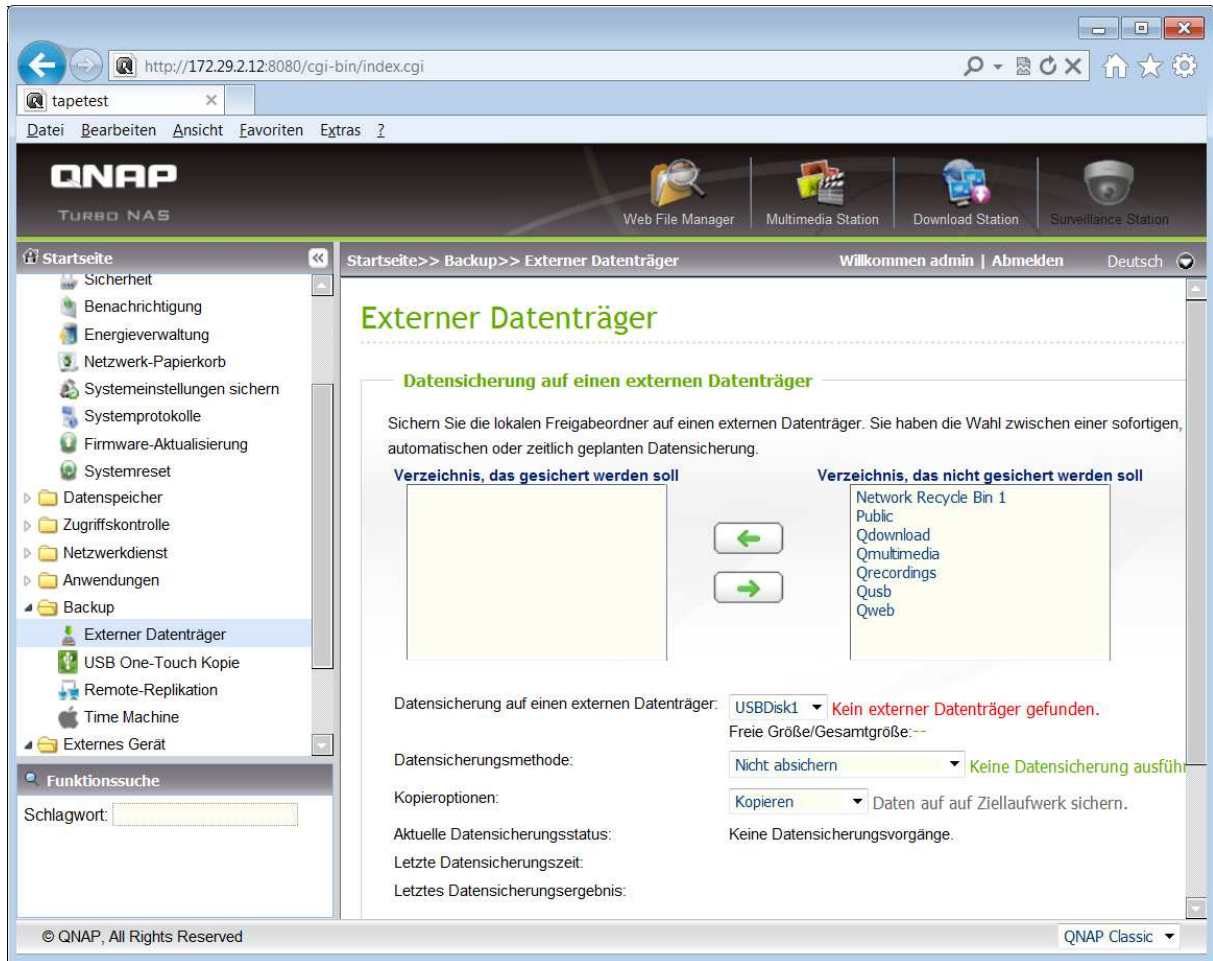 http://172.29.2.12:8080/cgi-bin/index.cgi
tapetest
Datei Bearbeiten Ansicht Favoriten Extras ?
QNAP
TURBO NAS
Web File Manager
Multimedia Station
Download Station
Surveillance Station
Startseite
Startseite>> Backup>> Externer Datenträger
Willkommen admin | Abmelden
Deutsch
Sicherheit
Benachrichtigung
Energieverwaltung
Netzwerk-Papierkorb
Systemeinstellungen sichern
Systemprotokolle
Firmware-Aktualisierung
Systemreset
Datenspeicher
Zugriffskontrolle
Netzwerkdienst
Anwendungen
Backup
Externer Datenträger
USB One-Touch Kopie
Remote-Replikation
Time Machine
Externes Gerät
Funktionssuche
Schlagwort:
Externer Datenträger
Datensicherung auf einen externen Datenträger
Sichern Sie die lokalen Freigabeordner auf einen externen Datenträger. Sie haben die Wahl zwischen einer sofortigen,
automatischen oder zeitlich geplanten Datensicherung.
Verzeichnis, das gesichert werden soll
Verzeichnis, das nicht gesichert werden soll
Network Recycle Bin 1
Public
Qdownload
Qmultimedia
Qrecordings
Qusb
Qweb
Datensicherung auf einen externen Datenträger: USBDisk1 Kein externer Datenträger gefunden.
Freie Größe/Gesamtgröße:--
Datensicherungsmethode: Nicht absichern Keine Datensicherung ausführ
Kopieroptionen: Kopieren Daten auf auf Ziellaufwerk sichern.
Aktuelle Datensicherungsstatus: Keine Datensicherungsvorgänge.
Letzte Datensicherungszeit:
Letztes Datensicherungsergebnis:
© QNAP, All Rights Reserved
QNAP Classic